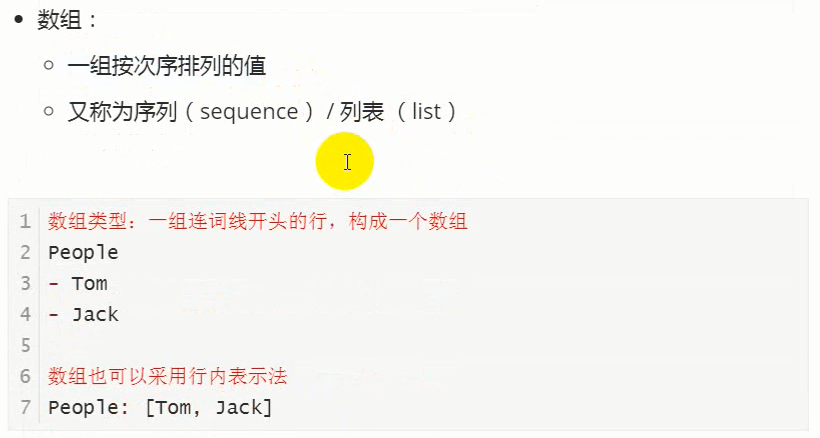 数组：
一组按次序排列的值
又称为序列（sequence）/ 列表 （list）
1 数组类型：一组连词线开头的行，构成一个数组
2 People
3 - Tom
4 - Jack
5
6 数组也可以采用行内表示法
7 People: [Tom, Jack]